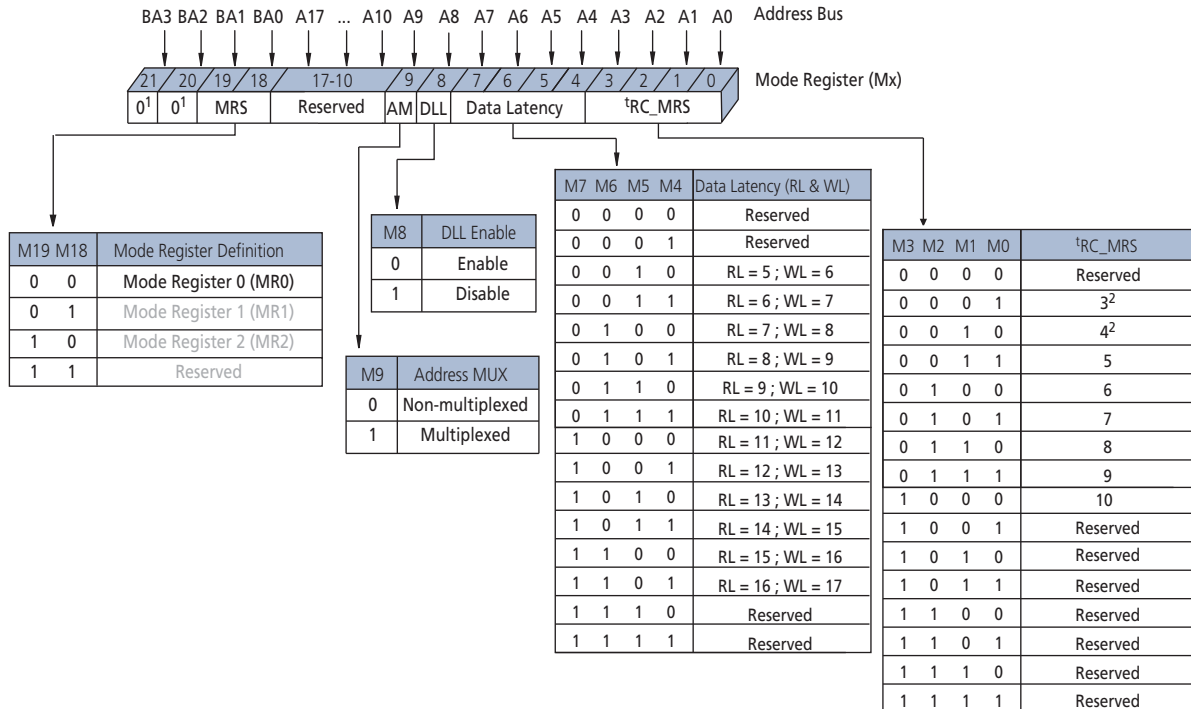 BA3 BA2 BA1 BA0 A17 ... A10 A9 A8 A7 A6 A5 A4 A3 A2 A1 A0 Address Bus
21 20 19 18 17-10 9 8 7 6 5 4 3 2 1 0 Mode Register (Mx)
0¹ 0¹ MRS Reserved AM DLL Data Latency ᵗRC_MRS
M19 M18 Mode Register Definition
0 0 Mode Register 0 (MR0)
0 1 Mode Register 1 (MR1)
1 0 Mode Register 2 (MR2)
1 1 Reserved
M9 Address MUX
0 Non-multiplexed
1 Multiplexed
M8 DLL Enable
0 Enable
1 Disable
M7 M6 M5 M4 Data Latency (RL & WL)
0 0 0 0 Reserved
0 0 0 1 Reserved
0 0 1 0 RL = 5 ; WL = 6
0 0 1 1 RL = 6 ; WL = 7
0 1 0 0 RL = 7 ; WL = 8
0 1 0 1 RL = 8 ; WL = 9
0 1 1 0 RL = 9 ; WL = 10
0 1 1 1 RL = 10 ; WL = 11
1 0 0 0 RL = 11 ; WL = 12
1 0 0 1 RL = 12 ; WL = 13
1 0 1 0 RL = 13 ; WL = 14
1 0 1 1 RL = 14 ; WL = 15
1 1 0 0 RL = 15 ; WL = 16
1 1 0 1 RL = 16 ; WL = 17
1 1 1 0 Reserved
1 1 1 1 Reserved
M3 M2 M1 M0 ᵗRC_MRS
0 0 0 0 Reserved
0 0 0 1 3²
0 0 1 0 4²
0 0 1 1 5
0 1 0 0 6
0 1 0 1 7
0 1 1 0 8
0 1 1 1 9
1 0 0 0 10
1 0 0 1 Reserved
1 0 1 0 Reserved
1 0 1 1 Reserved
1 1 0 0 Reserved
1 1 0 1 Reserved
1 1 1 0 Reserved
1 1 1 1 Reserved